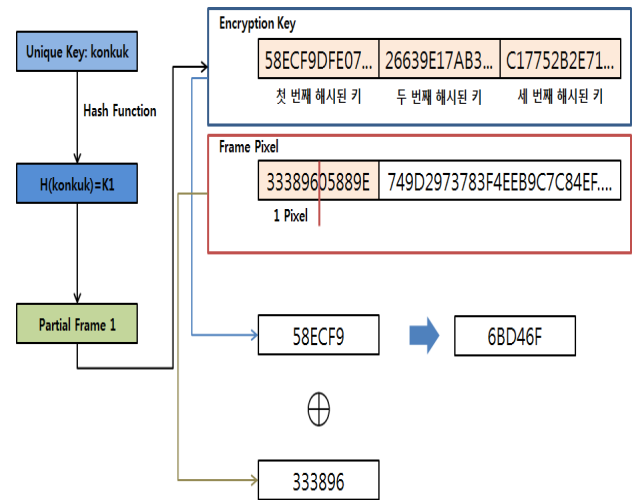 Unique Key: konkuk
Hash Function
H(konkuk)=K1
Partial Frame 1
Encryption Key
58ECF9DFE07... 26639E17AB3... C17752B2E71...
첫 번째 해시된 키 두 번째 해시된 키 세 번째 해시된 키
Frame Pixel
33389605889E 749D2973783F4EEB9C7C84EF....
1 Pixel
58ECF9 6BD46F
333896